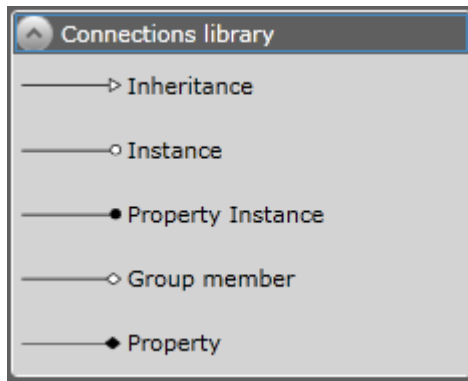 Connections library
Inheritance
Instance
Property Instance
Group member
Property